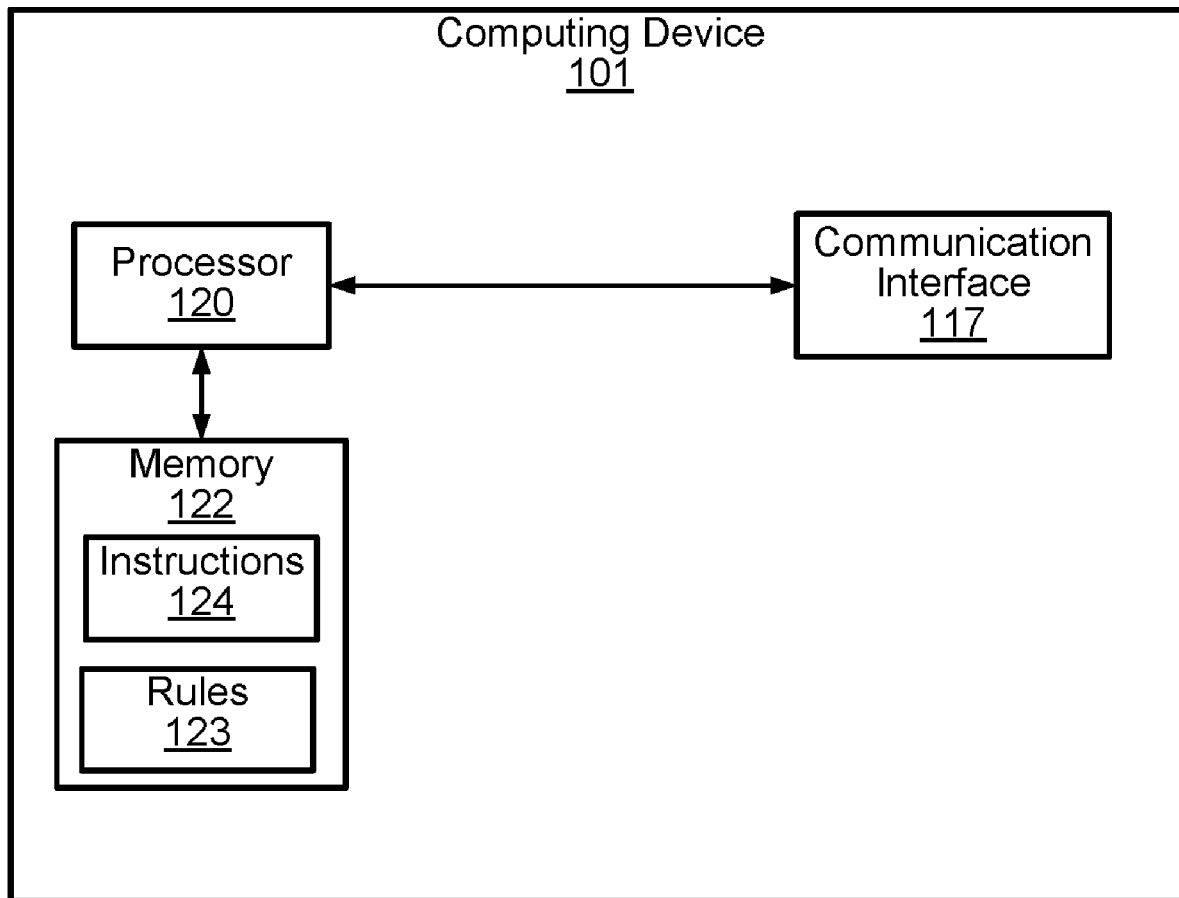 Computing Device
101
Processor
120
Communication
Interface
117
Memory
122
Instructions
124
Rules
123